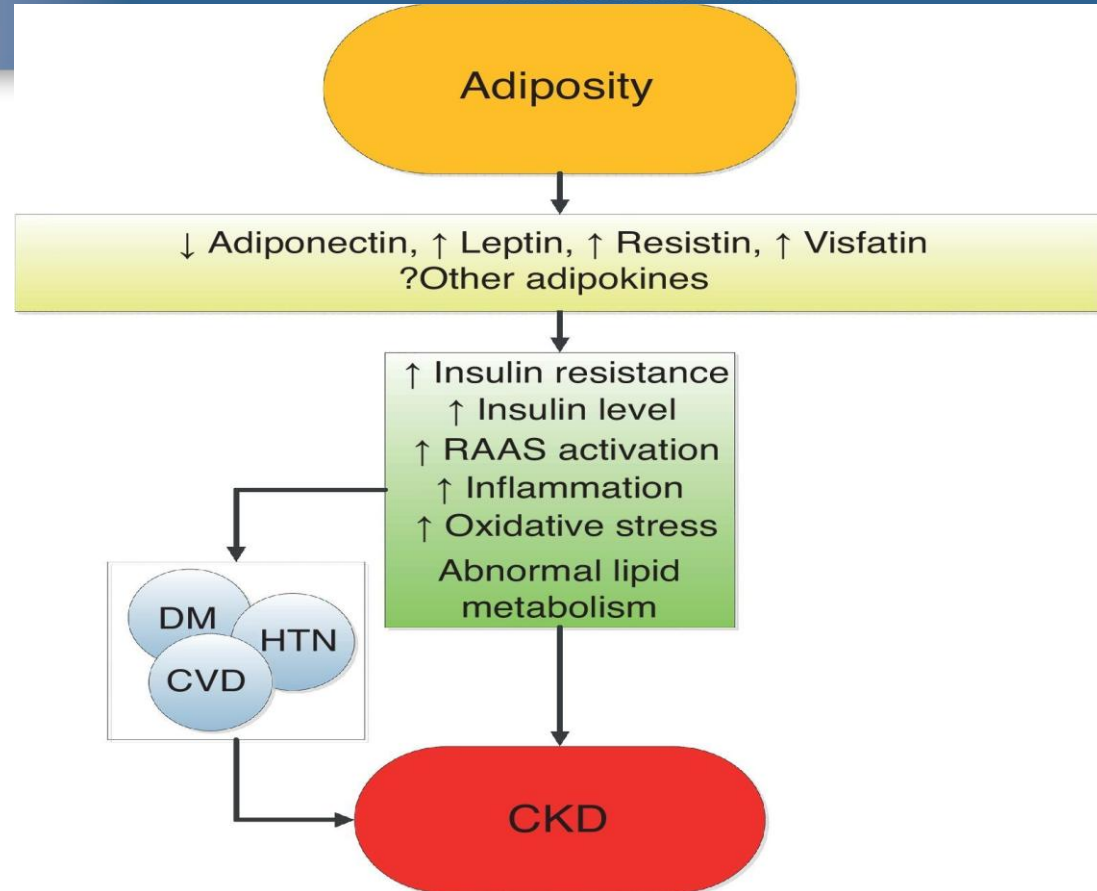 Adiposity
↓ Adiponectin, ↑ Leptin, ↑ Resistin, ↑ Visfatin
?Other adipokines
↑ Insulin resistance
↑ Insulin level
↑ RAAS activation
↑ Inflammation
↑ Oxidative stress
Abnormal lipid
metabolism
DM
HTN
CVD
CKD